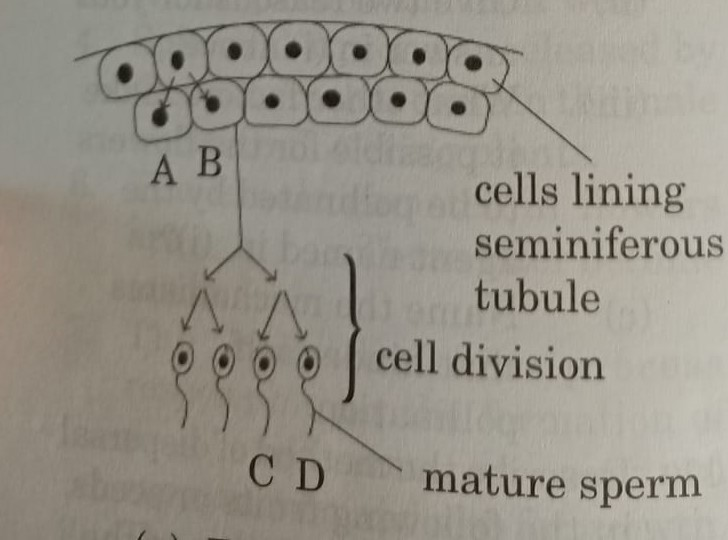 A B
cells lining
seminiferous
tubule
cell division
C D
mature sperm